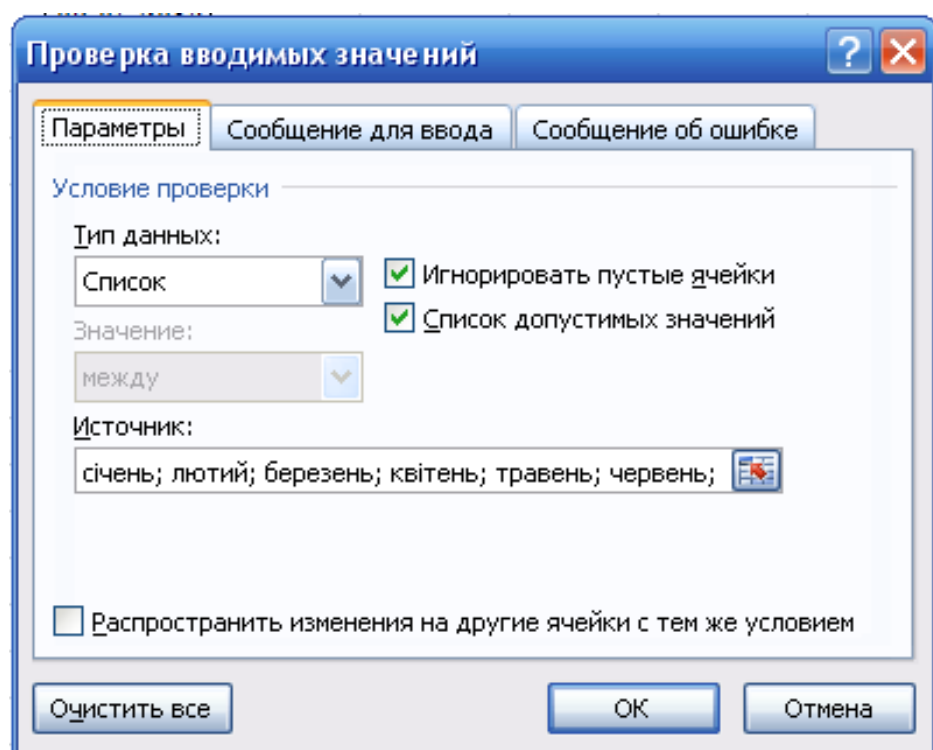 Проверка вводимых значений
Параметры Сообщение для ввода Сообщение об ошибке
Условие проверки
Тип данных:
Список Игнорировать пустые ячейки
Список допустимых значений
Значение:
между
Источник:
січень; лютий; березень; квітень; травень; червень;
Распространить изменения на другие ячейки с тем же условием
Очистить все ОК Отмена